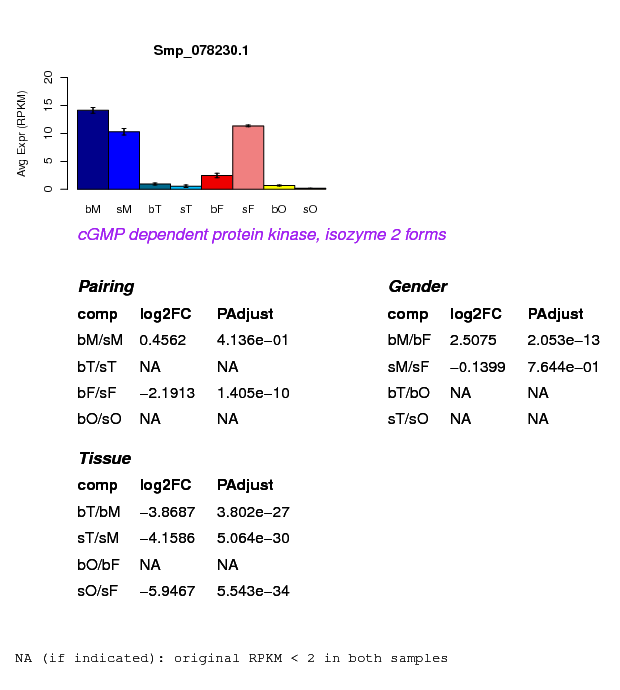 Smp_078230.1
Avg Expr (RPKM)
20
15
10
5
0
bM sM bT sT bF sF bO sO
cGMP dependent protein kinase, isozyme 2 forms
Pairing
comp log2FC PAdjust
bM/sM 0.4562 4.136e−01
bT/sT NA NA
bF/sF −2.1913 1.405e−10
bO/sO NA NA
Gender
comp log2FC PAdjust
bM/bF 2.5075 2.053e−13
sM/sF −0.1399 7.644e−01
bT/bO NA NA
sT/sO NA NA
Tissue
comp log2FC PAdjust
bT/bM −3.8687 3.802e−27
sT/sM −4.1586 5.064e−30
bO/bF NA NA
sO/sF −5.9467 5.543e−34
NA (if indicated): original RPKM < 2 in both samples